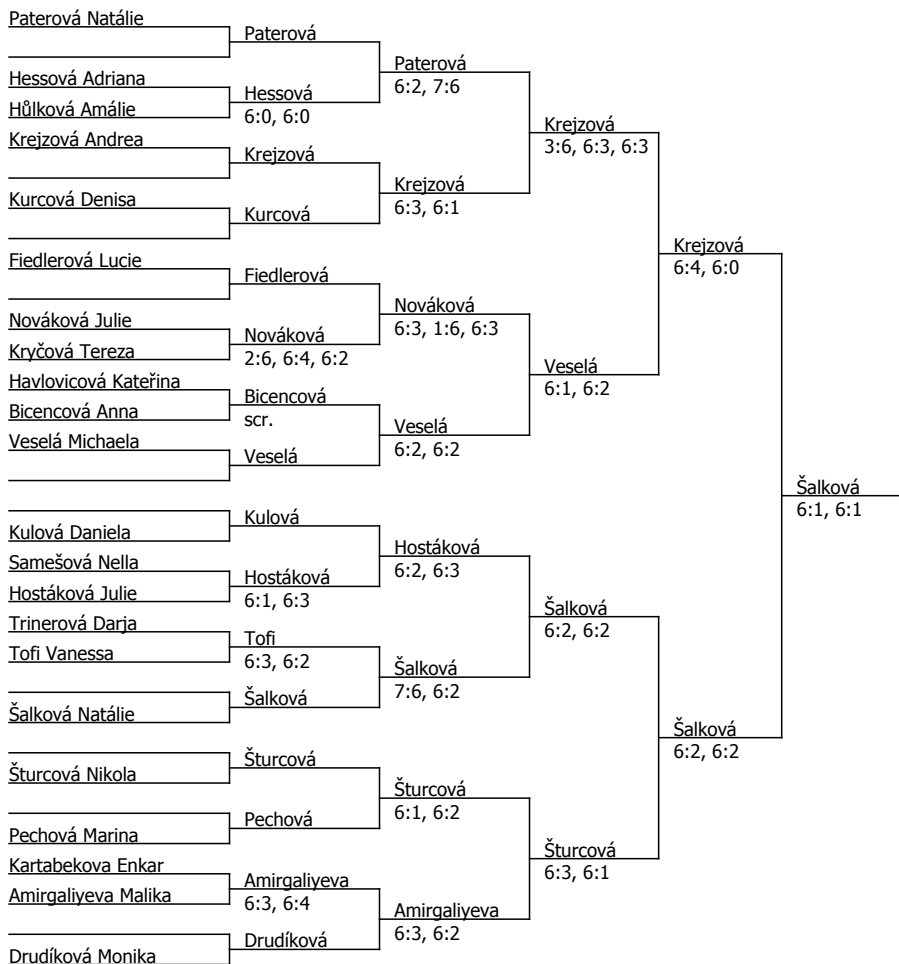 Paterová Natálie
Hessová Adriana
Hůlková Amálie
Krejzová Andrea
Kurcová Denisa
Fiedlerová Lucie
Nováková Julie
Kryčová Tereza
Havlovicová Kateřina
Bicencová Anna
Veselá Michaela
Kulová Daniela
Samešová Nella
Hostáková Julie
Trinerová Darja
Tofi Vanessa
Šalková Natálie
Šturcová Nikola
Pechová Marina
Kartabekova Enkar
Amirgaliyeva Malika
Drudíková Monika
Paterová
Hessová
6:0, 6:0
Krejzová
Kurcová
Fiedlerová
Nováková
2:6, 6:4, 6:2
Bicencová
scr.
Veselá
Kulová
Hostáková
6:1, 6:3
Tofi
6:3, 6:2
Šalková
Šturcová
Pechová
Amirgaliyeva
6:3, 6:4
Drudíková
Paterová
6:2, 7:6
Krejzová
6:3, 6:1
Nováková
6:3, 1:6, 6:3
Veselá
6:2, 6:2
Hostáková
6:2, 6:3
Šalková
7:6, 6:2
Šturcová
6:1, 6:2
Amirgaliyeva
6:3, 6:2
Krejzová
3:6, 6:3, 6:3
Veselá
6:1, 6:2
Šalková
6:2, 6:2
Šturcová
6:3, 6:1
Krejzová
6:4, 6:0
Šalková
6:2, 6:2
Šalková
6:1, 6:1